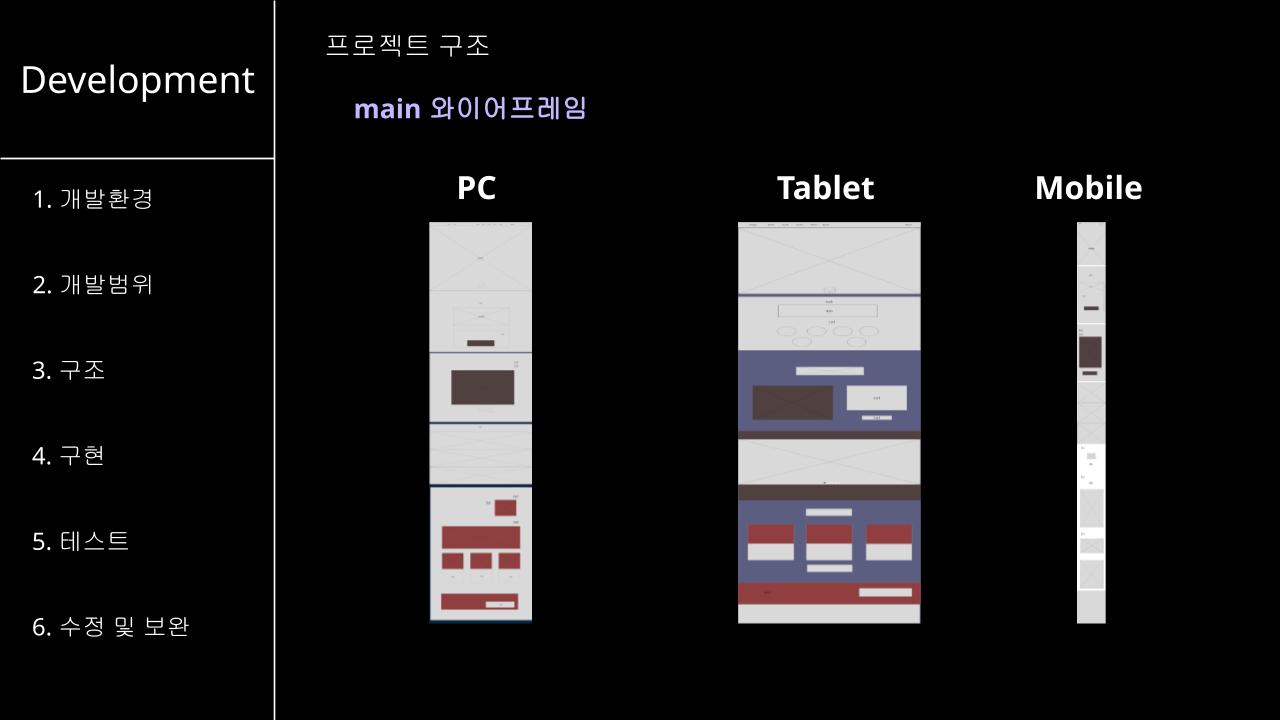 Development
1. 개발환경
2. 개발범위
3. 구조
4. 구현
5. 테스트
6. 수정 및 보완
프로젝트 구조
main 와이어프레임
PC
Tablet
Mobile